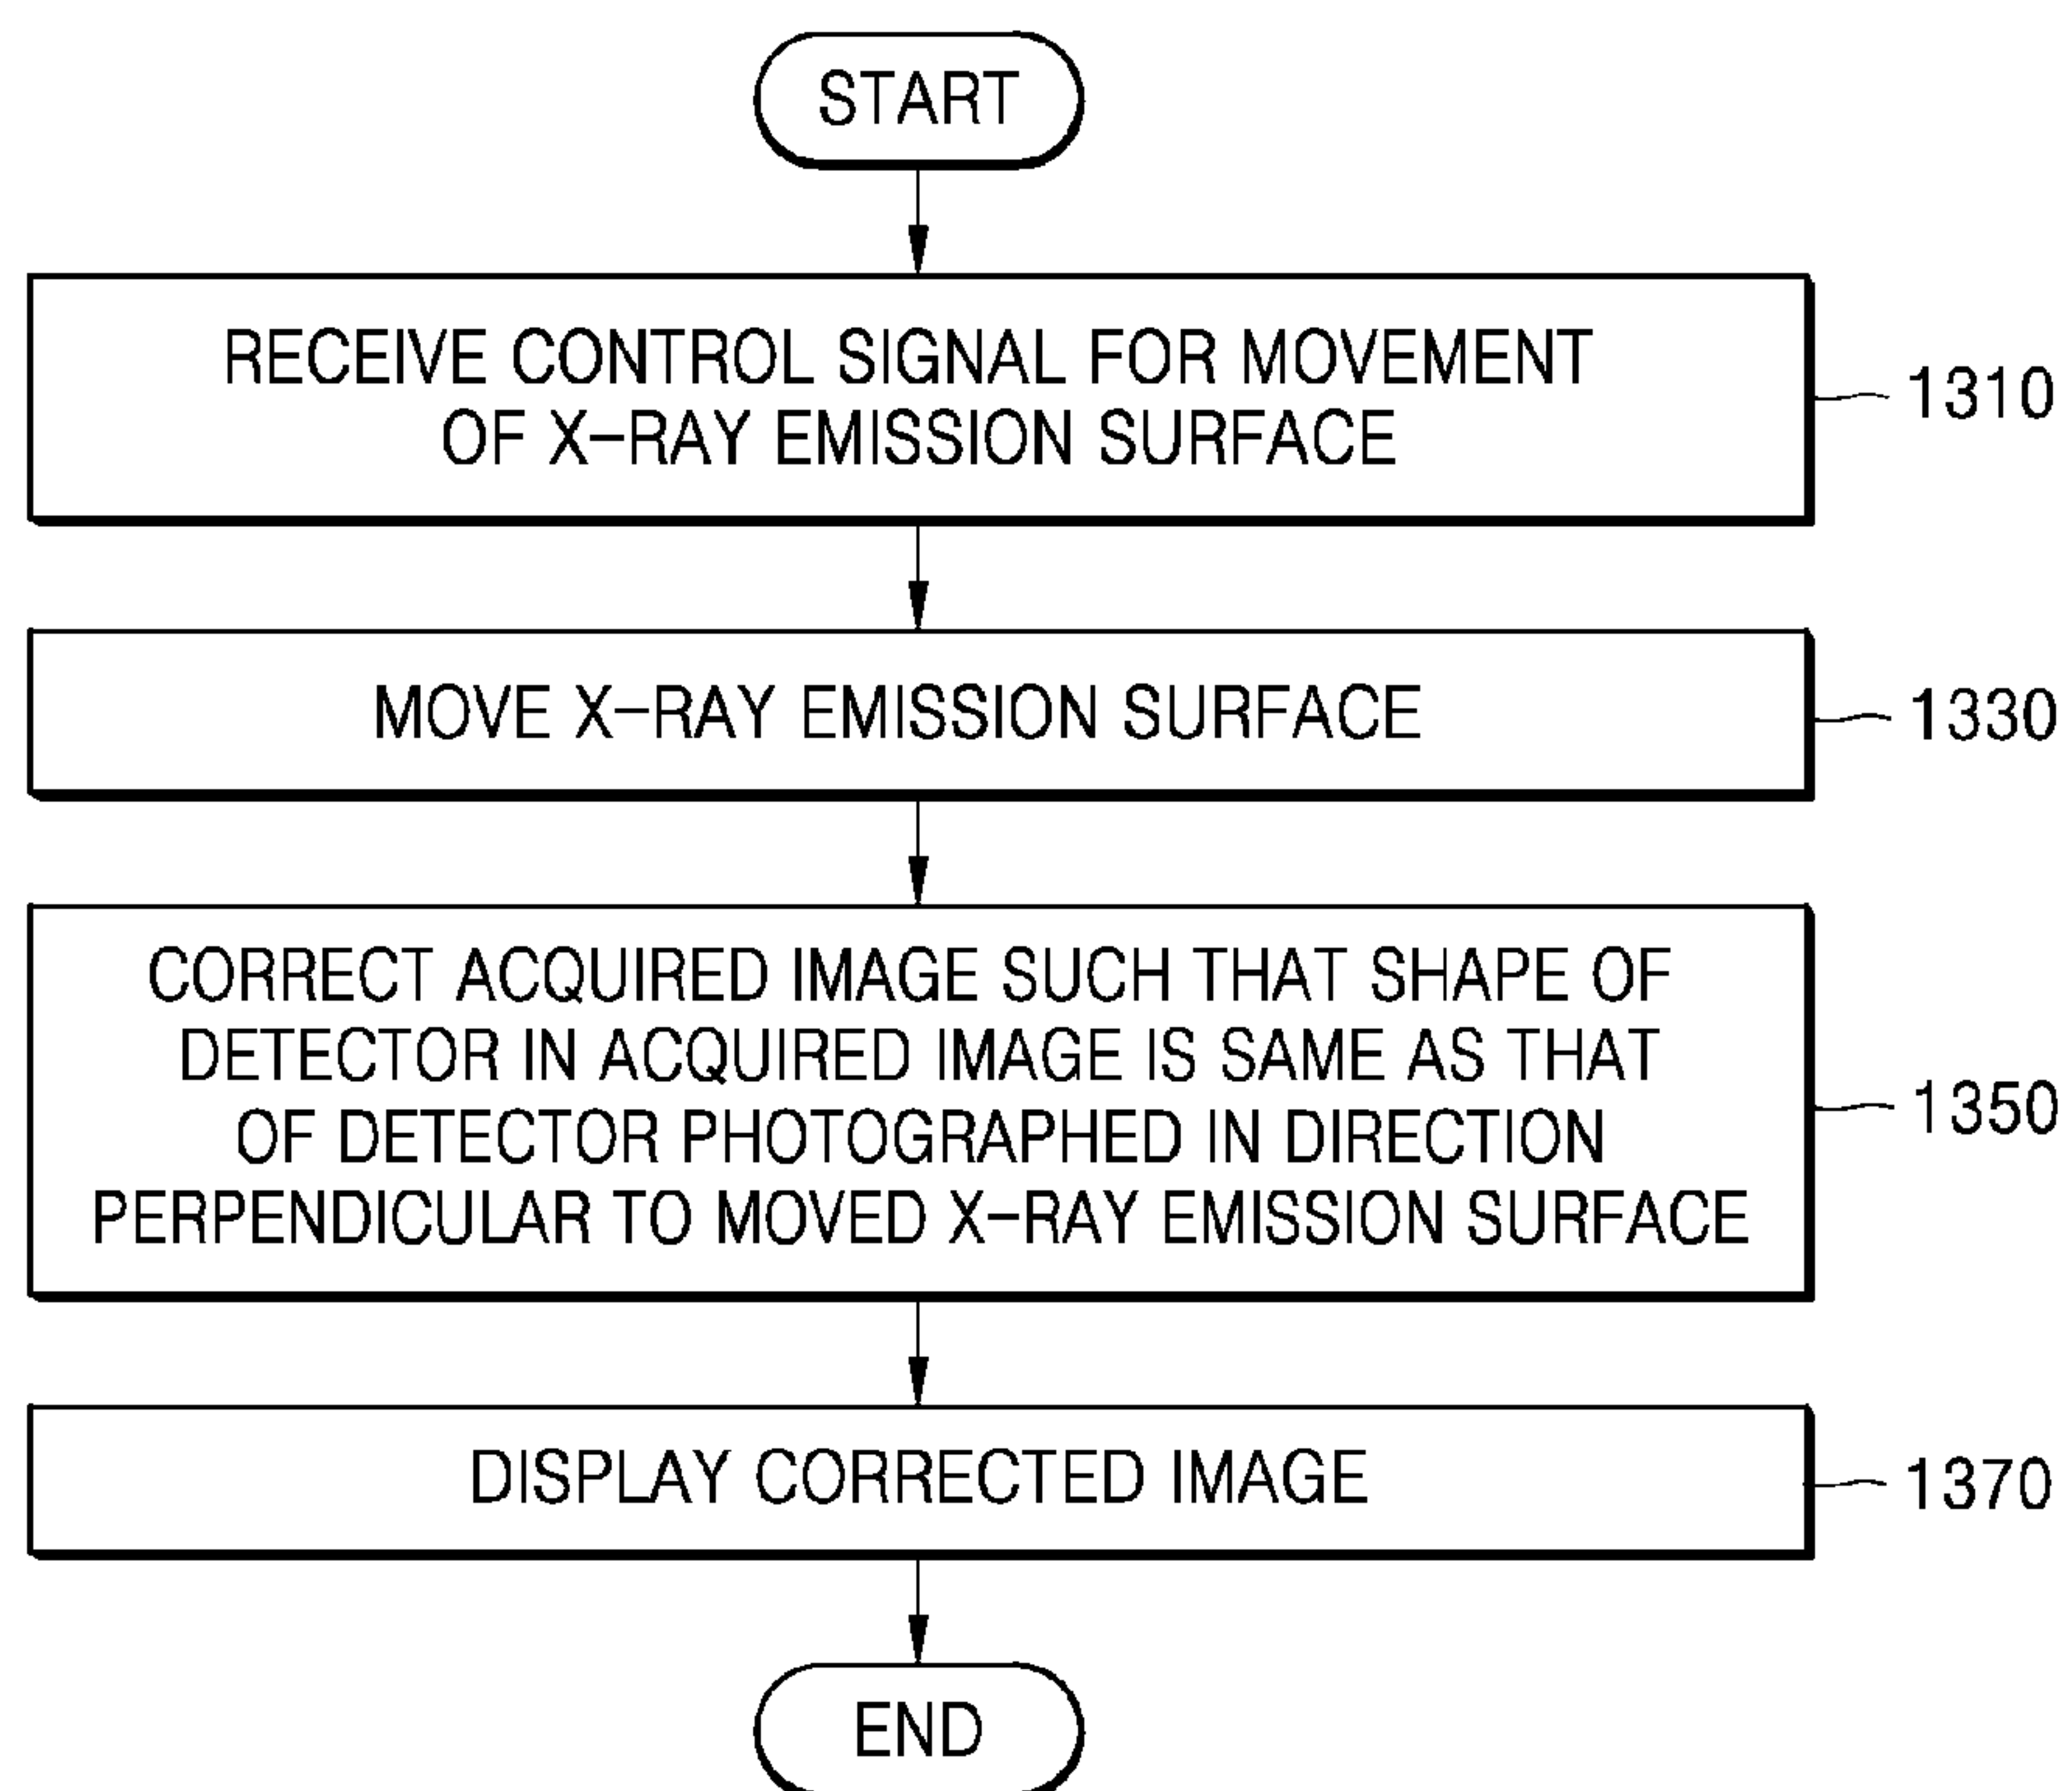 START
RECEIVE CONTROL SIGNAL FOR MOVEMENT
OF X-RAY EMISSION SURFACE
1310
MOVE X-RAY EMISSION SURFACE
1330
CORRECT ACQUIRED IMAGE SUCH THAT SHAPE OF
DETECTOR IN ACQUIRED IMAGE IS SAME AS THAT
OF DETECTOR PHOTOGRAPHED IN DIRECTION
PERPENDICULAR TO MOVED X-RAY EMISSION SURFACE
1350
DISPLAY CORRECTED IMAGE
1370
END